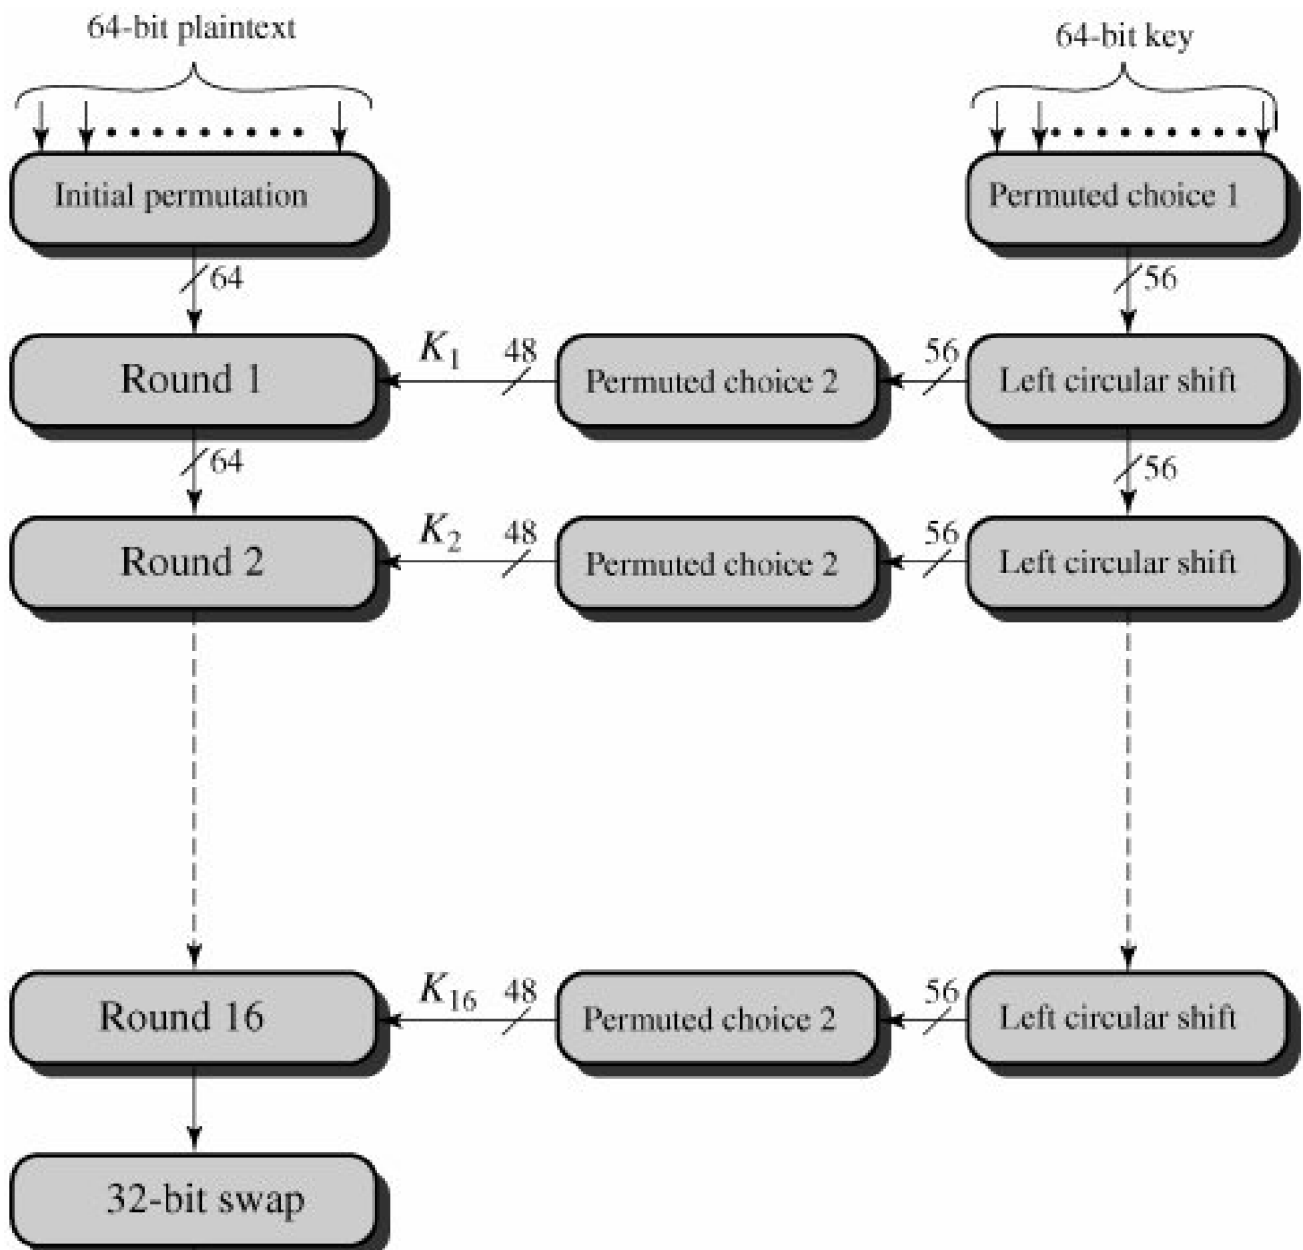 64-bit plaintext
64-bit key
Initial permutation
Permuted choice 1
64
56
Round 1
K1
48
Permuted choice 2
56
Left circular shift
64
56
Round 2
K2
48
Permuted choice 2
56
Left circular shift
Round 16
K16
48
Permuted choice 2
56
Left circular shift
32-bit swap